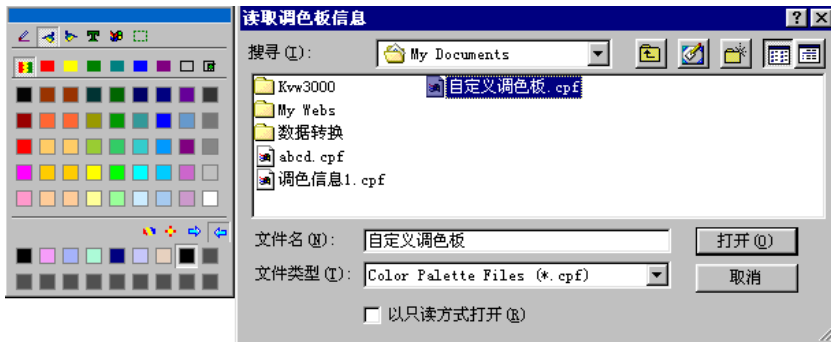 读取调色板信息
搜寻(I):
My Documents
Kvw3000
自定义调色板.cpf
My Webs
数据转换
abcd.cpf
调色信息1.cpf
文件名(N):
自定义调色板
打开(O)
文件类型(T):
Color Palette Files (*.cpf)
取消
以只读方式打开(R)